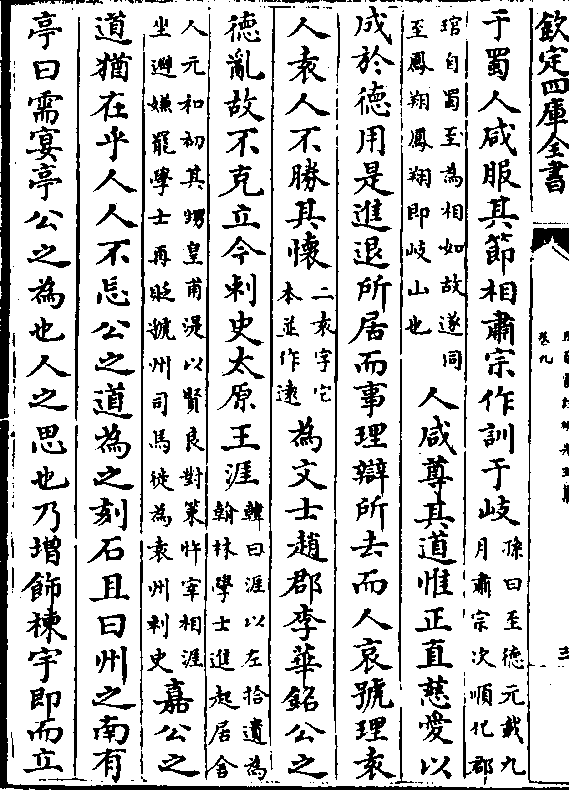 欽定四庫全書
卷九
于蜀人咸服其節相肅宗作訓于岐孫曰至德元載九月肅宗次順化郡
琯自蜀至為相如故遂同至鳳翔鳳翔即岐山也人咸尊其道惟正直慈愛以
成於德用是進退所居而事理辯所去而人哀號理袁
人袁人不勝其懷二袁字它本並作遠為文士趙郡李華銘公之
德亂故不克立今刺史太原王涯韓曰涯以左拾遺為翰林學士進起居舍
人元和初其甥皇甫湜以賢良對策忤宰相涯坐避嫌罷學士再貶虢州司馬徙為袁州刺史嘉公之
道猶在乎人人不忘公之道為之刻石且曰州之南有
亭曰需宴亭公之為也人之思也乃增飾棟宇即而立